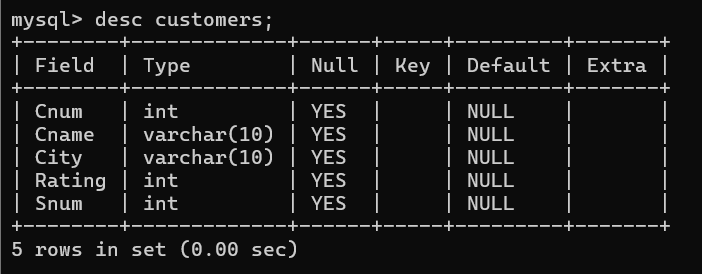 mysql> desc customers;
+--------+-------------+------+-----+---------+-------+
| Field  | Type        | Null | Key | Default | Extra |
+--------+-------------+------+-----+---------+-------+
| Cnum   | int         | YES  |     | NULL    |       |
| Cname  | varchar(10) | YES  |     | NULL    |       |
| City   | varchar(10) | YES  |     | NULL    |       |
| Rating | int         | YES  |     | NULL    |       |
| Snum   | int         | YES  |     | NULL    |       |
+--------+-------------+------+-----+---------+-------+
5 rows in set (0.00 sec)